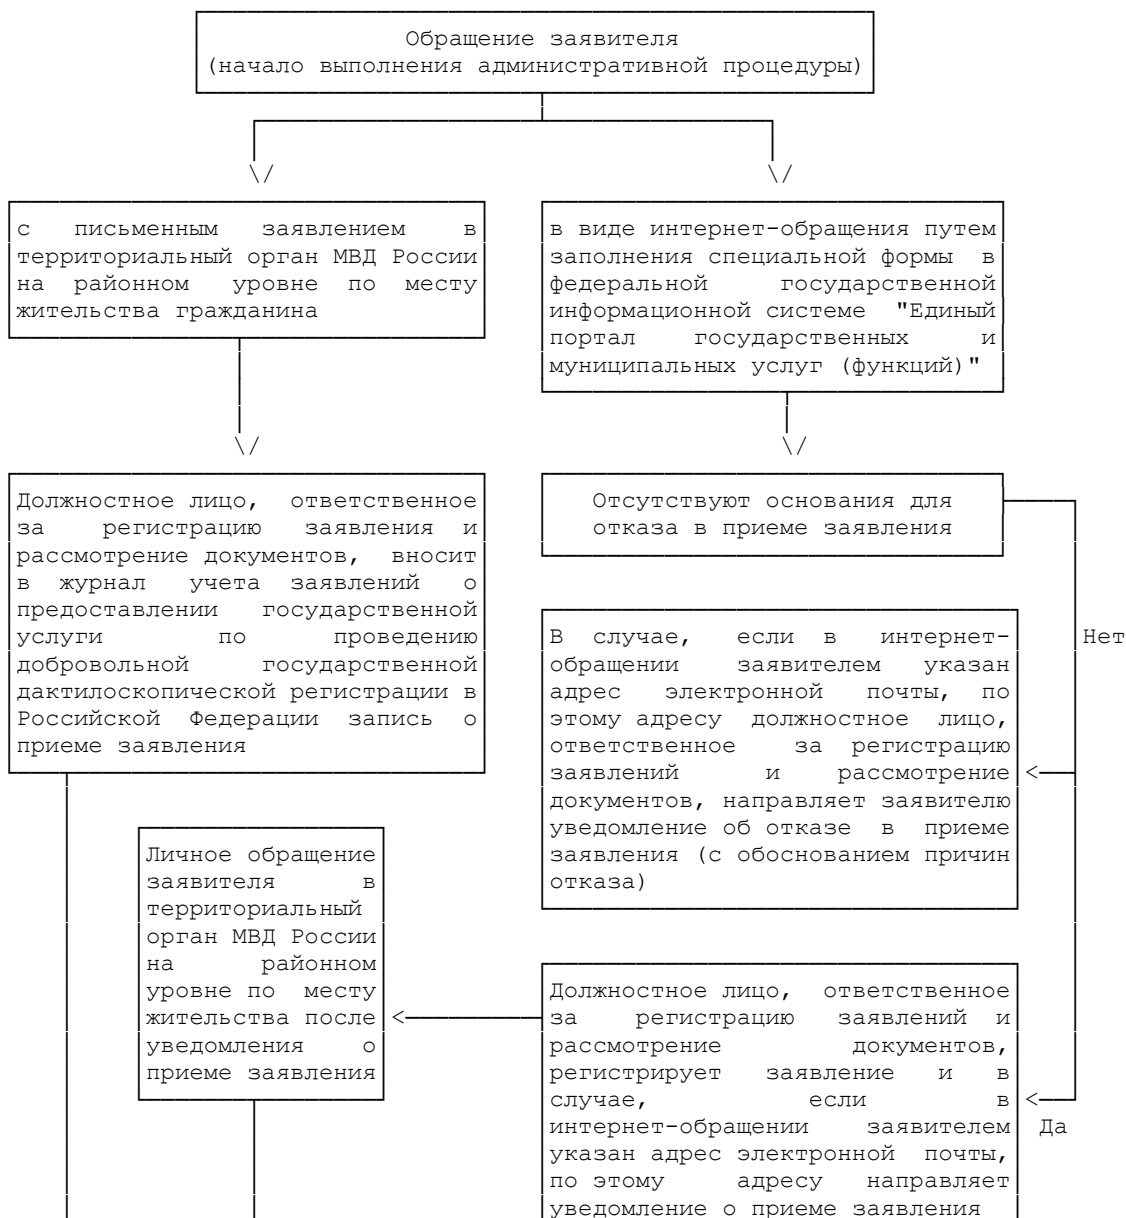 Обращение заявителя
(начало выполнения административной процедуры)
с письменным заявлением в
территориальный орган МВД России
на районном уровне по месту
жительства гражданина
в виде интернет-обращения путем
заполнения специальной формы в
федеральной государственной
информационной системе "Единый
портал государственных и
муниципальных услуг (функций)"
Должностное лицо, ответственное
за регистрацию заявления и
рассмотрение документов, вносит
в журнал учета заявлений о
предоставлении государственной
услуги по проведению
добровольной государственной
дактилоскопической регистрации в
Российской Федерации запись о
приеме заявления
Отсутствуют основания для
отказа в приеме заявления
Нет
В случае, если в интернет-
обращении заявителем указан
адрес электронной почты, по
этому адресу должностное лицо,
ответственное за регистрацию
заявлений и рассмотрение
документов, направляет заявителю
уведомление об отказе в приеме
заявления (с обоснованием причин
отказа)
Личное обращение
заявителя в
территориальный
орган МВД России
на районном
уровне по месту
жительства после
уведомления о
приеме заявления
Должностное лицо, ответственное
за регистрацию заявлений и
рассмотрение документов,
регистрирует заявление и в
случае, если в
интернет-обращении заявителем
указан адрес электронной почты,
по этому адресу направляет
уведомление о приеме заявления
Да